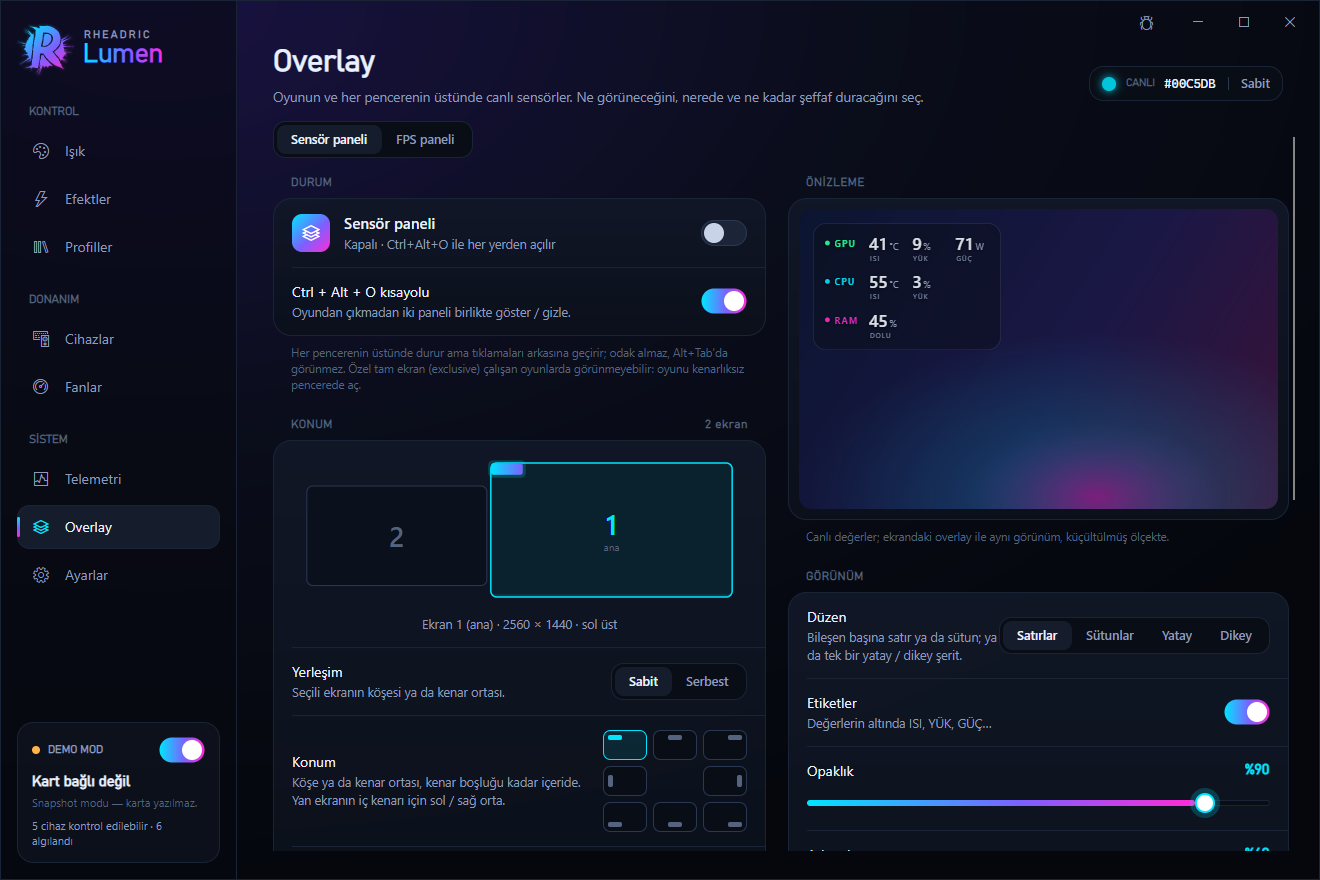 RHEADRIC
Lumen
KONTROL
Işık
Efektler
Profiller
DONANIM
Cihazlar
Fanlar
SİSTEM
Telemetri
Overlay
Ayarlar
DEMO MOD
Kart bağlı değil
Snapshot modu — karta yazılmaz.
5 cihaz kontrol edilebilir · 6
algılandı
Overlay
Oyunun ve her pencerenin üstünde canlı sensörler. Ne görüneceğini, nerede ve ne kadar şeffaf duracağını seç.
CANLI #00C5DB Sabit
Sensör paneli FPS paneli
DURUM
Sensör paneli
Kapalı · Ctrl+Alt+O ile her yerden açılır
Ctrl + Alt + O kısayolu
Oyundan çıkmadan iki paneli birlikte göster / gizle.
Her pencerenin üstünde durur ama tıklamaları arkasına geçirir; odak almaz, Alt+Tab'da
görünmez. Özel tam ekran (exclusive) çalışan oyunlarda görünmeyebilir: oyunu kenarlıksız
pencerede aç.
KONUM 2 ekran
2
1
ana
Ekran 1 (ana) · 2560 × 1440 · sol üst
Yerleşim
Seçili ekranın köşesi ya da kenar ortası.
Sabit Serbest
Konum
Köşe ya da kenar ortası, kenar boşluğu kadar içeride.
Yan ekranın iç kenarı için sol / sağ orta.
ÖNİZLEME
GPU 41°C 9% 71W
ISI YÜK GÜÇ
CPU 55°C 3%
ISI YÜK
RAM 45%
DOLU
Canlı değerler; ekrandaki overlay ile aynı görünüm, küçültülmüş ölçekte.
GÖRÜNÜM
Düzen
Bileşen başına satır ya da sütun; ya
da tek bir yatay / dikey şerit.
Satırlar Sütunlar Yatay Dikey
Etiketler
Değerlerin altında ISI, YÜK, GÜÇ...
Opaklık %90